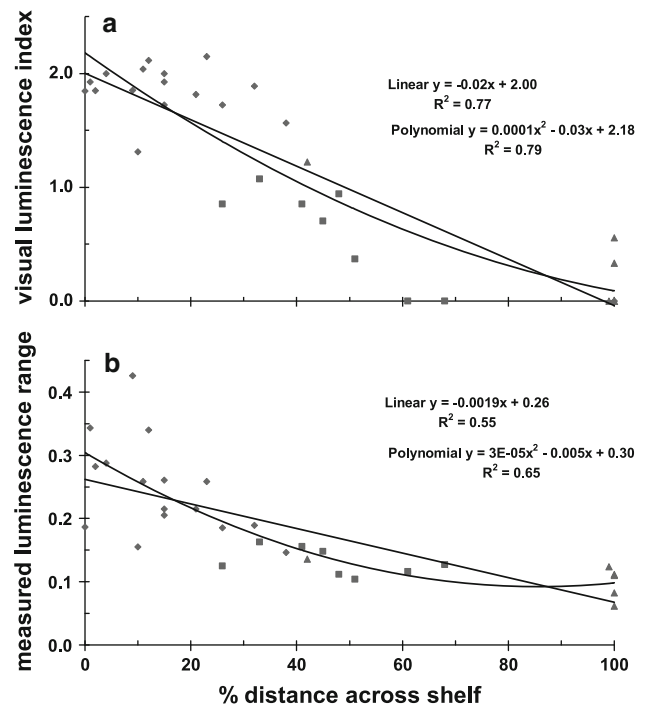 a
visual luminescence index
2.0
1.0
0.0
Linear y = -0.02x + 2.00
R² = 0.77
Polynomial y = 0.0001x² - 0.03x + 2.18
R² = 0.79
b
measured luminescence range
0.4
0.3
0.2
0.1
0.0
Linear y = -0.0019x + 0.26
R² = 0.55
Polynomial y = 3E-05x² - 0.005x + 0.30
R² = 0.65
0 20 40 60 80 100
% distance across shelf